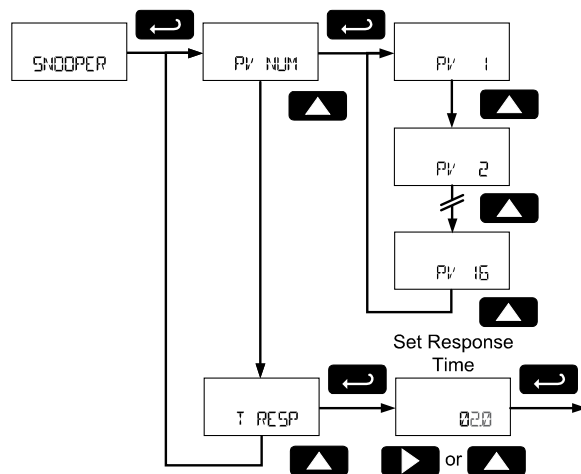 SNOOPER
PV NUM
PV 1
PV 2
PV 16
Set Response
Time
T RESP
02.0
or